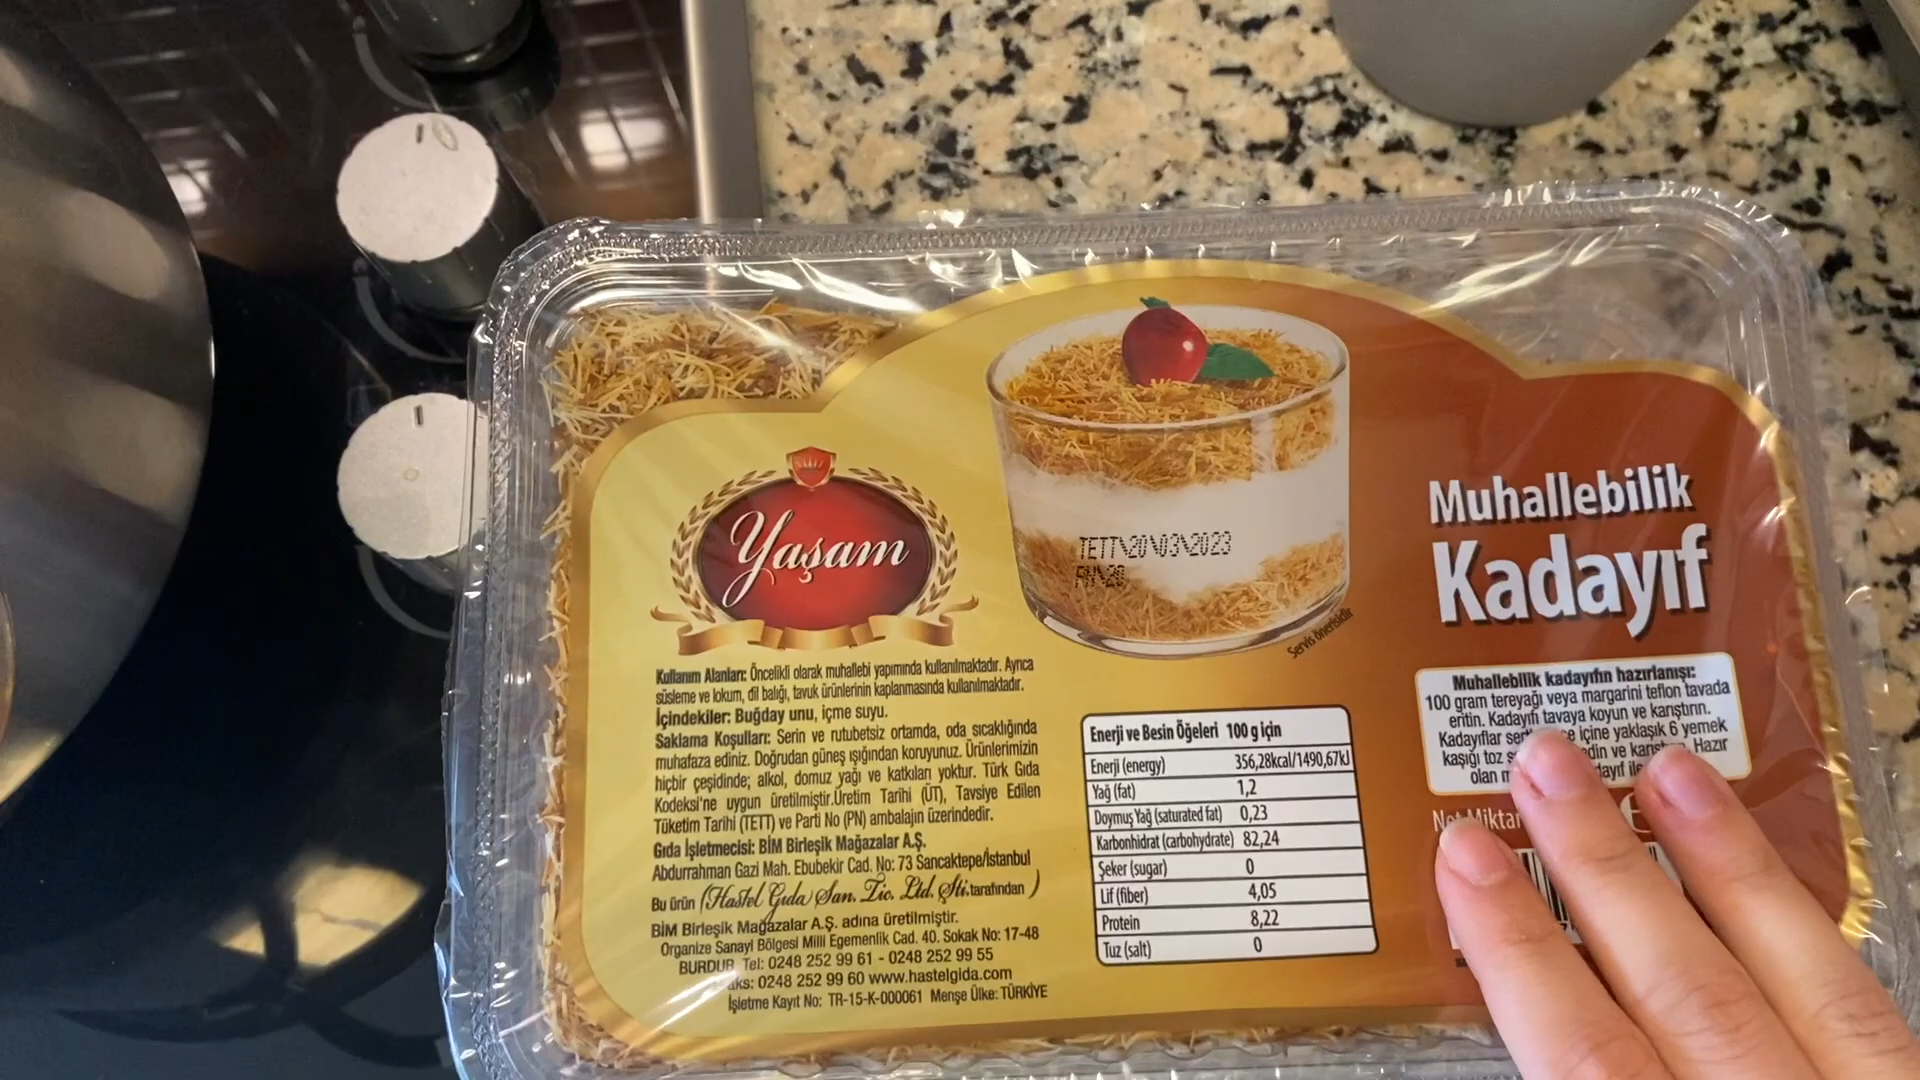 Yaşam
TETT\20\03\2023
Servis önerisidir
Muhallebilik
Kadayıf
Kullanım Alanları: Öncelikli olarak muhallebi yapımında kullanılmaktadır. Ayrıca
süsleme ve lokum, dil balığı, tavuk ürünlerinin kaplanmasında kullanılmaktadır.
İçindekiler: Buğday unu, içme suyu.
Saklama Koşulları: Serin ve rutubetsiz ortamda, oda sıcaklığında
muhafaza ediniz. Doğrudan güneş ışığından koruyunuz. Ürünlerimizin
hiçbir çeşidinde; alkol, domuz yağı ve katkıları yoktur. Türk Gıda
Kodeksi'ne uygun üretilmiştir.Üretim Tarihi (ÜT), Tavsiye Edilen
Tüketim Tarihi (TETT) ve Parti No (PN) ambalajın üzerindedir.
Gıda İşletmecisi: BİM Birleşik Mağazalar A.Ş.
Abdurrahman Gazi Mah. Ebubekir Cad. No: 73 Sancaktepe/İstanbul
Bu ürün (Hastel Gıda San. Tic. Ltd. Şti. tarafından)
BİM Birleşik Mağazalar A.Ş. adına üretilmiştir.
Organize Sanayi Bölgesi Milli Egemenlik Cad. 40. Sokak No: 17-48
BURDUR Tel: 0248 252 99 61 - 0248 252 99 55
aks: 0248 252 99 60 www.hastelgida.com
İşletme Kayıt No: TR-15-K-000061 Menşe Ülke: TÜRKİYE
Enerji ve Besin Öğeleri 100 g için
Enerji (energy) 356,28kcal/1490,67kJ
Yağ (fat) 1,2
Doymuş Yağ (saturated fat) 0,23
Karbonhidrat (carbohydrate) 82,24
Şeker (sugar) 0
Lif (fiber) 4,05
Protein 8,22
Tuz (salt) 0
Muhallebilik kadayıfın hazırlanışı:
100 gram tereyağı veya margarini teflon tavada
eritin. Kadayıfı tavaya koyun ve karıştırın.
Kadayıflar içine yaklaşık 6 yemek
kaşığı toz edin ve Hazır
olan
Net Miktar